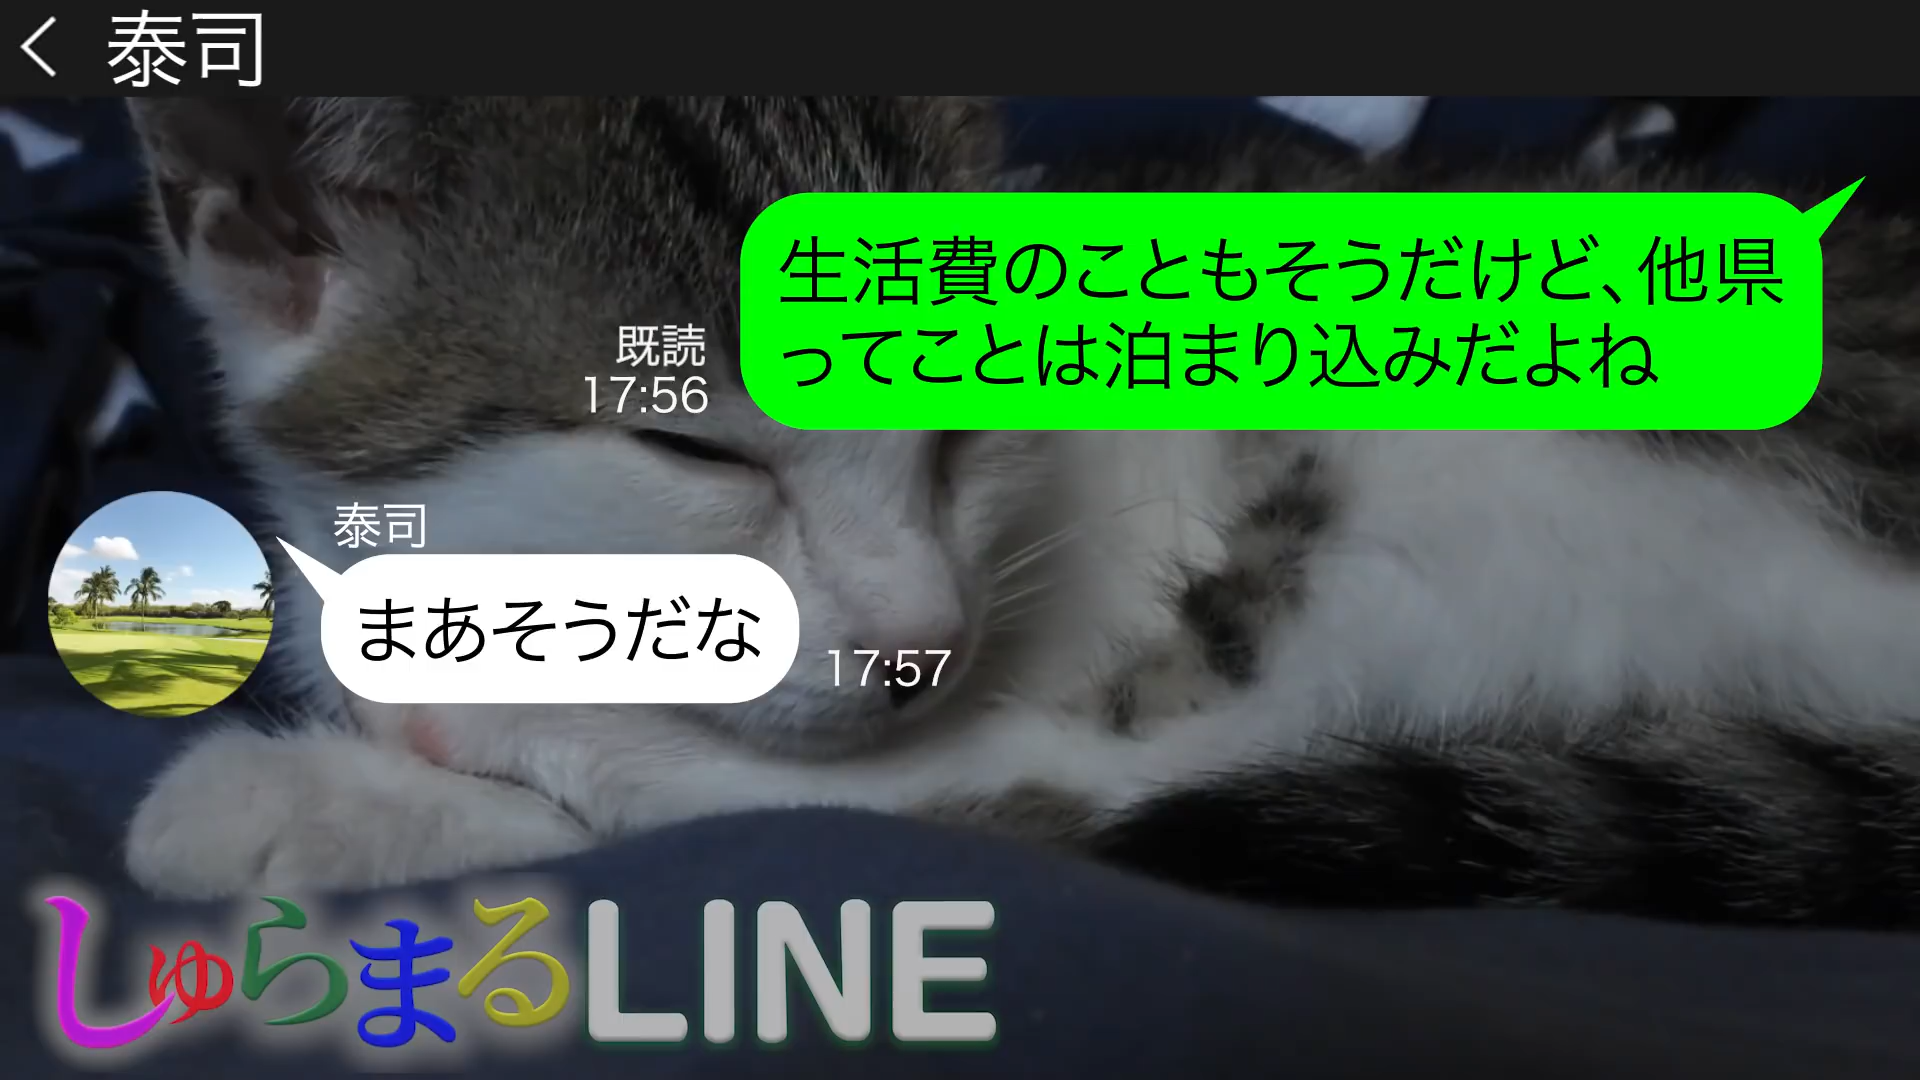 泰司
生活費のこともそうだけど、他県
ってことは泊まり込みだよね
既読
17:56
泰司
まあそうだな
17:57
しゅらまるLINE